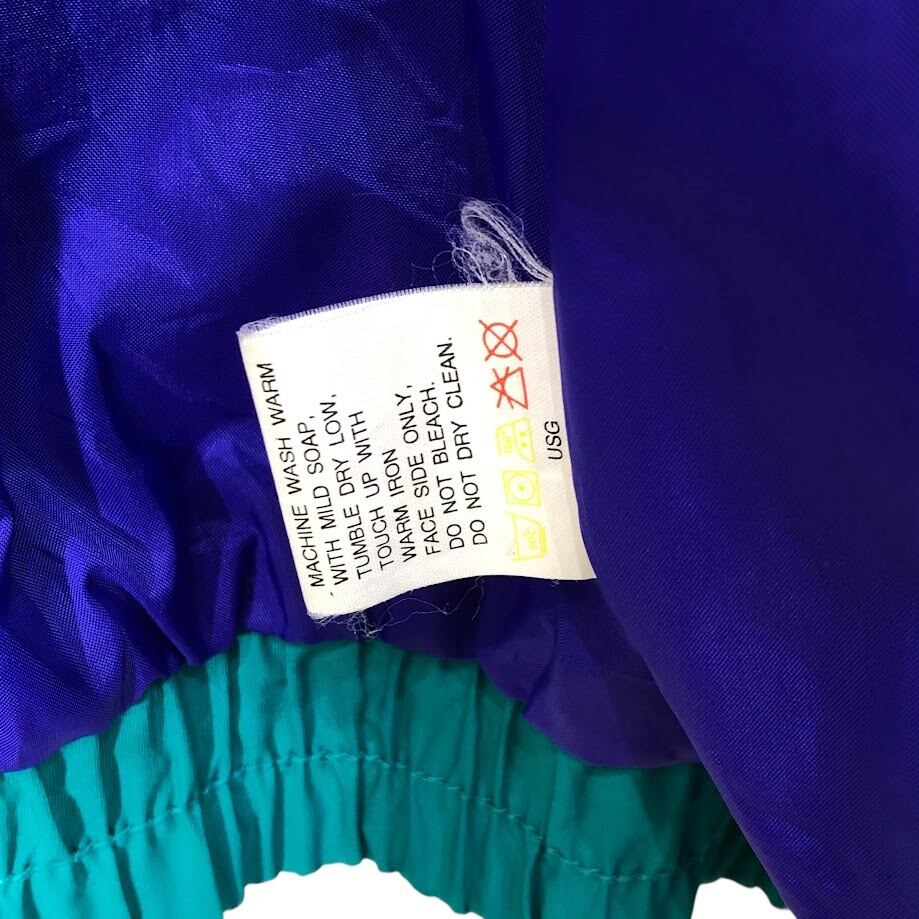 MACHINE WASH WARM
WITH MILD SOAP,
TUMBLE DRY LOW,
TOUCH UP WITH
WARM IRON
FACE SIDE ONLY,
DO NOT BLEACH.
DO NOT DRY CLEAN.
USG